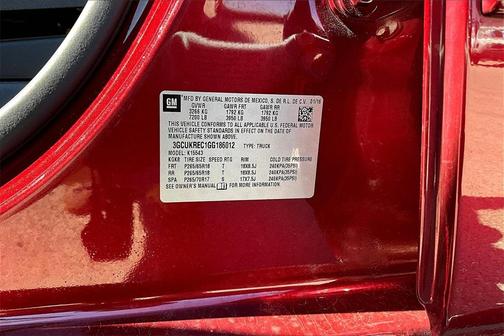 GM
MFD BY GENERAL MOTORS DE MEXICO, S. DE R.L. DE C.V. 01/16
GVWR GAWR FRT GAWR RR
3266 KG 1792 KG 1792 KG
7200 LB 3950 LB 3950 LB
THIS VEHICLE CONFORMS TO ALL APPLICABLE
U.S. FEDERAL MOTOR VEHICLE SAFETY
STANDARDS IN EFFECT ON THE DATE OF
MANUFACTURE SHOWN ABOVE.
3GCUKREC1GG186012 TYPE: TRUCK
MODEL: K15543
KGKR TIRE SIZE SPEED RTG RIM COLD TIRE PRESSURE
FRT P265/65R18 T 18X8.5J 240KPA(35PSI)
RR P265/65R18 T 18X8.5J 240KPA(35PSI)
SPA P265/70R17 S 17X7.5J 240KPA(35PSI)
SEE OWNER'S MANUAL FOR MORE INFORMATION.